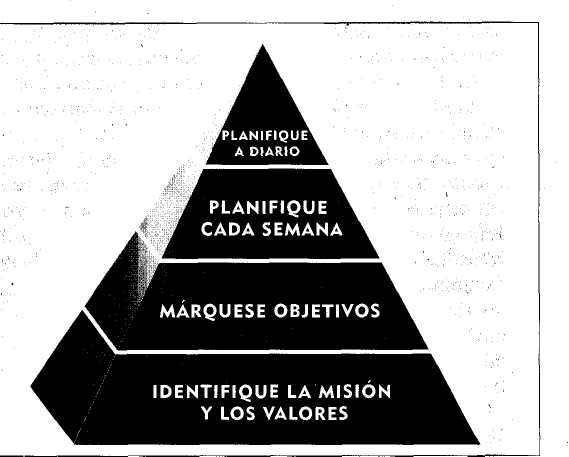 PLANIFIQUE
A DIARIO
PLANIFIQUE
CADA SEMANA
MÁRQUESE OBJETIVOS
IDENTIFIQUE LA MISIÓN
Y LOS VALORES